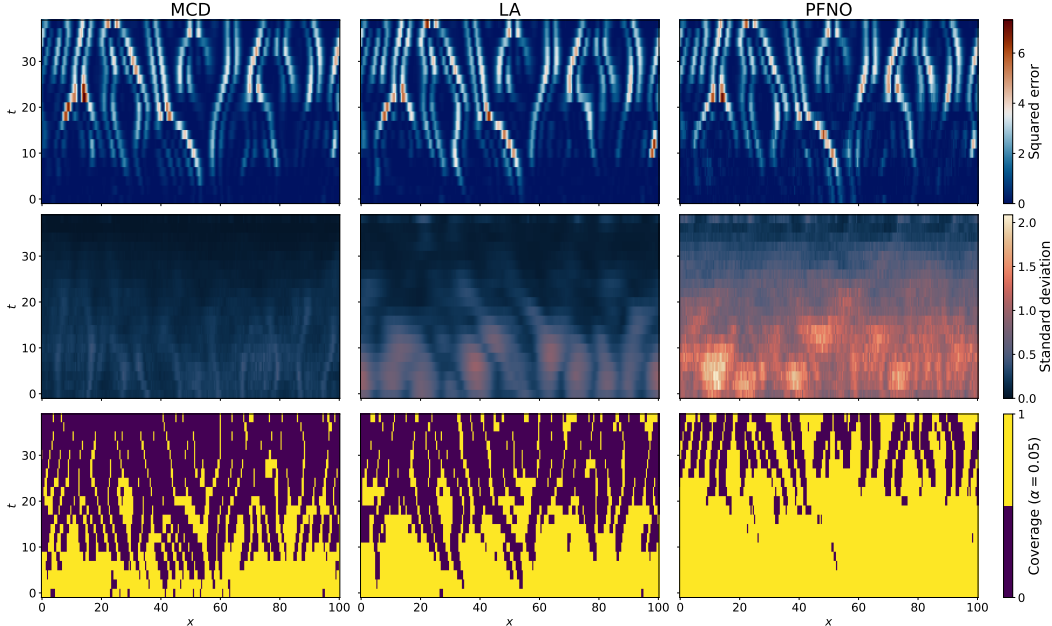 MCD LA PFNO
t 30 20 10 0
6 4 2 0 Squared error
t 30 20 10 0
2.0 1.5 1.0 0.5 0.0 Standard deviation
t 30 20 10 0
1 0 Coverage (α = 0.05)
0 20 40 60 80 100 0 20 40 60 80 100 0 20 40 60 80 100
x x x